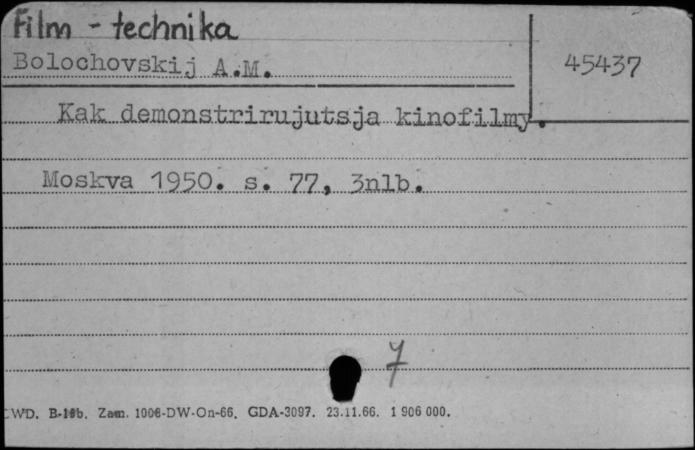 Film - technika
Bolochovskij A.M.
45437
Kak demonstrirujutsja kinofilmy.
Moskva 1950. s. 77, 3nlb.
7
WD. B-19b. Zam. 1006-DW-On-66. GDA-3097. 23.11.66. 1 906 000.